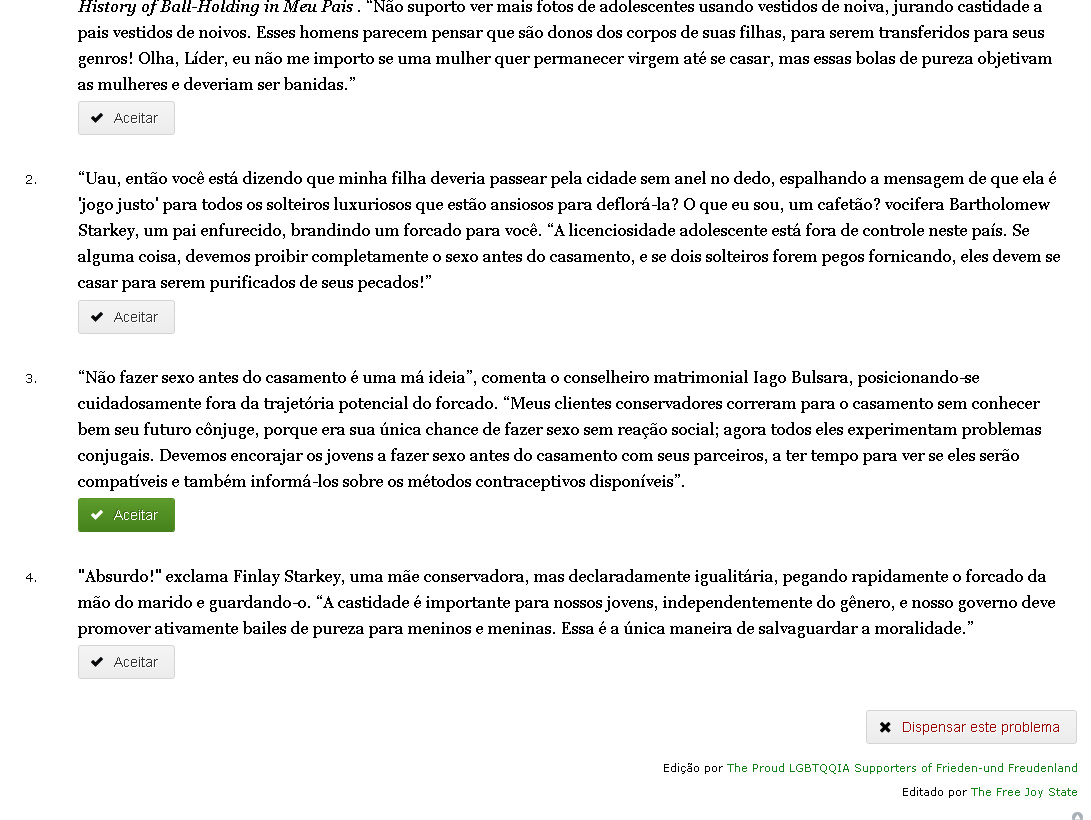 History of Ball-Holding in Meu País . “Não suporto ver mais fotos de adolescentes usando vestidos de noiva, jurando castidade a
pais vestidos de noivos. Esses homens parecem pensar que são donos dos corpos de suas filhas, para serem transferidos para seus
genros! Olha, Líder, eu não me importo se uma mulher quer permanecer virgem até se casar, mas essas bolas de pureza objetivam
as mulheres e deveriam ser banidas.”
Aceitar
2. “Uau, então você está dizendo que minha filha deveria passear pela cidade sem anel no dedo, espalhando a mensagem de que ela é
'jogo justo' para todos os solteiros luxuriosos que estão ansiosos para deflorá-la? O que eu sou, um cafetão? vocifera Bartholomew
Starkey, um pai enfurecido, brandindo um forcado para você. “A licenciosidade adolescente está fora de controle neste país. Se
alguma coisa, devemos proibir completamente o sexo antes do casamento, e se dois solteiros forem pegos fornicando, eles devem se
casar para serem purificados de seus pecados!”
Aceitar
3. “Não fazer sexo antes do casamento é uma má ideia”, comenta o conselheiro matrimonial Iago Bulsara, posicionando-se
cuidadosamente fora da trajetória potencial do forcado. “Meus clientes conservadores correram para o casamento sem conhecer
bem seu futuro cônjuge, porque era sua única chance de fazer sexo sem reação social; agora todos eles experimentam problemas
conjugais. Devemos encorajar os jovens a fazer sexo antes do casamento com seus parceiros, a ter tempo para ver se eles serão
compatíveis e também informá-los sobre os métodos contraceptivos disponíveis”.
Aceitar
4. "Absurdo!" exclama Finlay Starkey, uma mãe conservadora, mas declaradamente igualitária, pegando rapidamente o forcado da
mão do marido e guardando-o. “A castidade é importante para nossos jovens, independentemente do gênero, e nosso governo deve
promover ativamente bailes de pureza para meninos e meninas. Essa é a única maneira de salvaguardar a moralidade.”
Aceitar
Dispensar este problema
Edição por The Proud LGBTQQIA Supporters of Frieden-und Freudenland
Editado por The Free Joy State